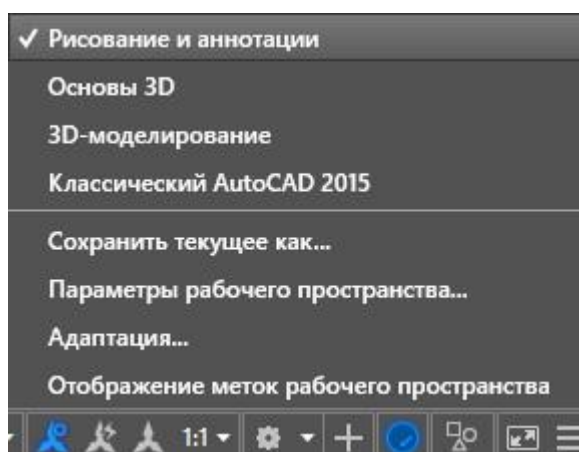 Рисование и аннотации
Основы 3D
3D-моделирование
Классический AutoCAD 2015
Сохранить текущее как...
Параметры рабочего пространства...
Адаптация...
Отображение меток рабочего пространства
1:1